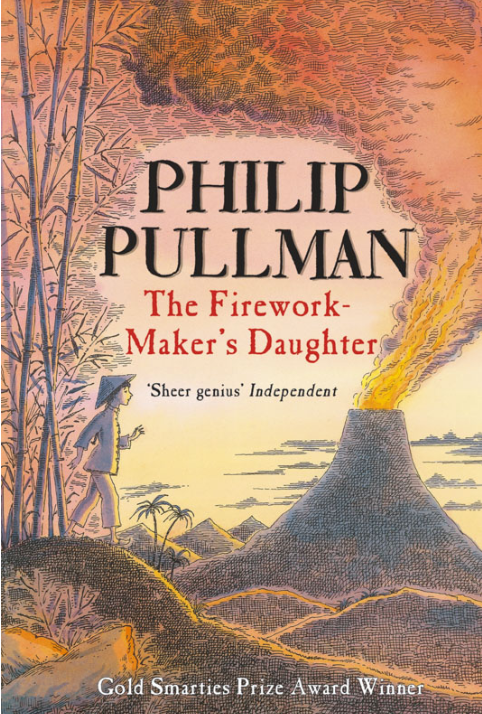 PHILIP
PULLMAN
The Firework-
Maker's Daughter
'Sheer genius' Independent
Gold Smarties Prize Award Winner